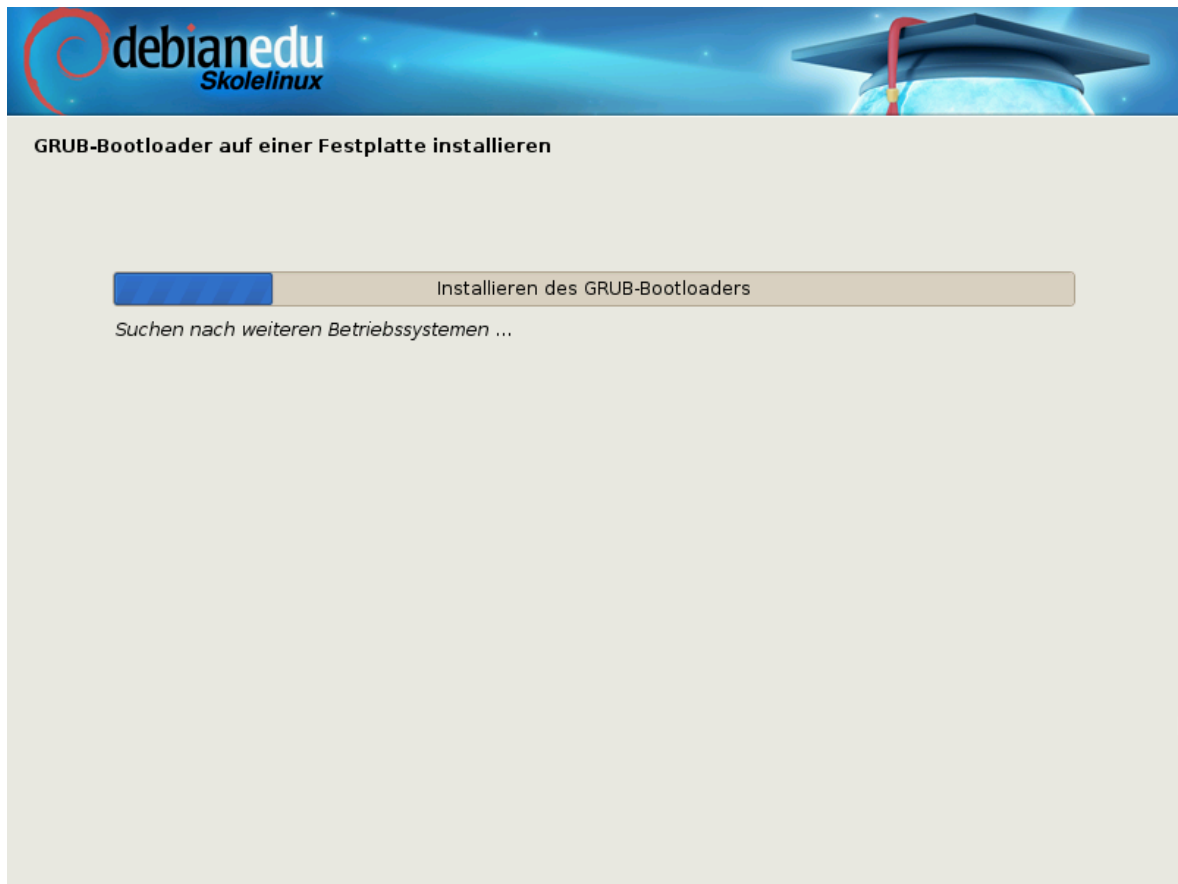 debianedu
Skolelinux
GRUB-Bootloader auf einer Festplatte installieren
Installieren des GRUB-Bootloaders
Suchen nach weiteren Betriebssystemen ...